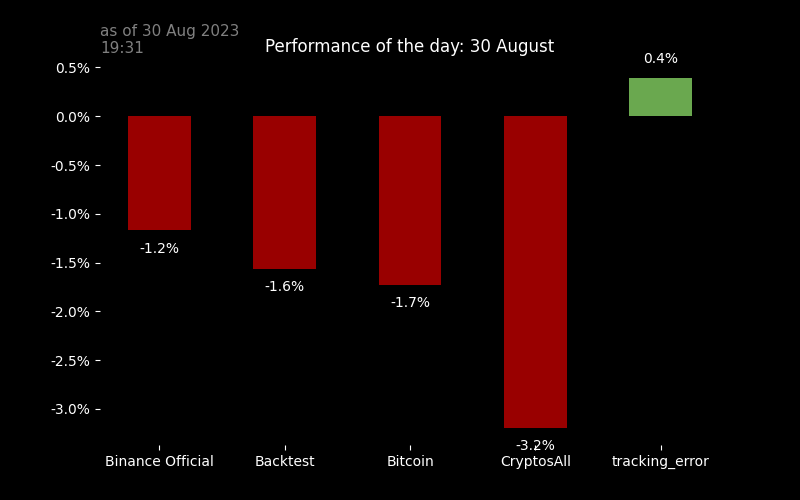 as of 30 Aug 2023
19:31
Performance of the day: 30 August
0.5%
0.0%
-0.5%
-1.0%
-1.5%
-2.0%
-2.5%
-3.0%
-1.2%
-1.6%
-1.7%
-3.2%
0.4%
Binance Official
Backtest
Bitcoin
CryptosAll
tracking_error